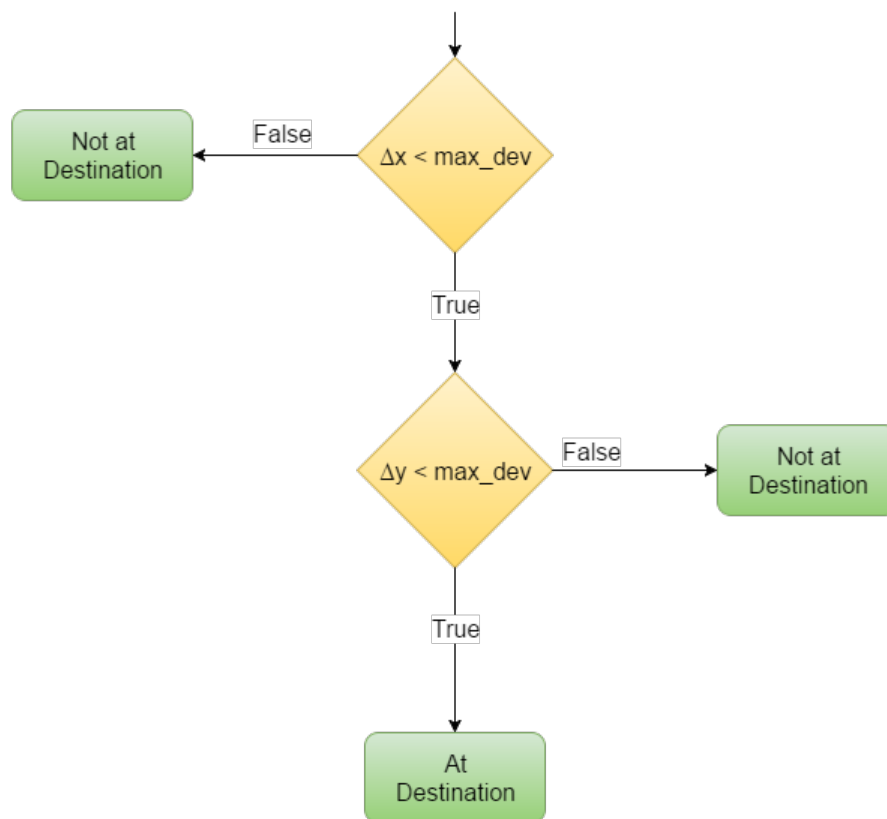 False
Not at
Destination
Δx < max_dev
True
False
Δy < max_dev
Not at
Destination
True
At
Destination